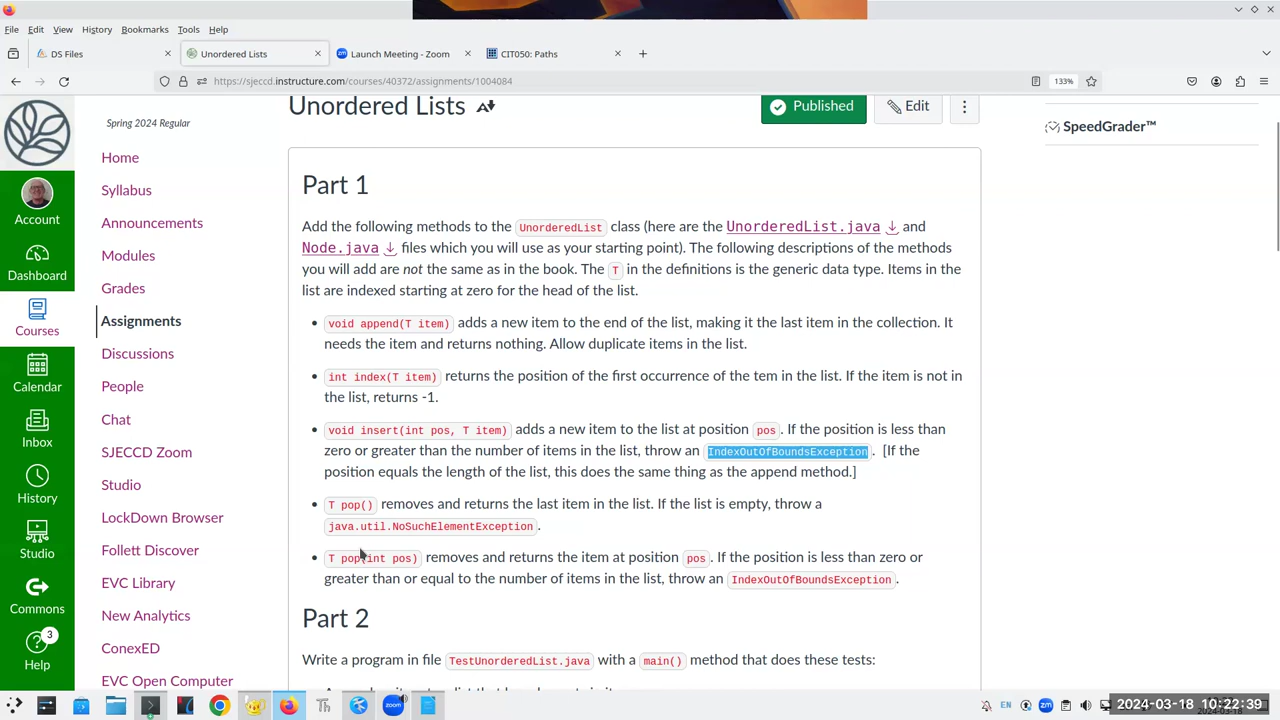 File Edit View History Bookmarks Tools Help
DS Files Unordered Lists Launch Meeting - Zoom CIT050: Paths
https://sjeccd.instructure.com/courses/40372/assignments/1004084 133%
Unordered Lists
Published
Edit
SpeedGrader™
Account
Dashboard
Courses
Calendar
Inbox
History
Studio
Commons
3
Help
Spring 2024 Regular
Home
Syllabus
Announcements
Modules
Grades
Assignments
Discussions
People
Chat
SJECCD Zoom
Studio
LockDown Browser
Follett Discover
EVC Library
New Analytics
ConexED
EVC Open Computer
Part 1
Add the following methods to the UnorderedList class (here are the UnorderedList.java and
Node.java files which you will use as your starting point). The following descriptions of the methods
you will add are not the same as in the book. The T in the definitions is the generic data type. Items in the
list are indexed starting at zero for the head of the list.
• void append(T item) adds a new item to the end of the list, making it the last item in the collection. It
needs the item and returns nothing. Allow duplicate items in the list.
• int index(T item) returns the position of the first occurrence of the tem in the list. If the item is not in
the list, returns -1.
• void insert(int pos, T item) adds a new item to the list at position pos. If the position is less than
zero or greater than the number of items in the list, throw an IndexOutOfBoundsException. [If the
position equals the length of the list, this does the same thing as the append method.]
• T pop() removes and returns the last item in the list. If the list is empty, throw a
java.util.NoSuchElementException.
• T pop(int pos) removes and returns the item at position pos. If the position is less than zero or
greater than or equal to the number of items in the list, throw an IndexOutOfBoundsException.
Part 2
Write a program in file TestUnorderedList.java with a main() method that does these tests:
zoom
Th
EN
2024-03-18 10:22:39